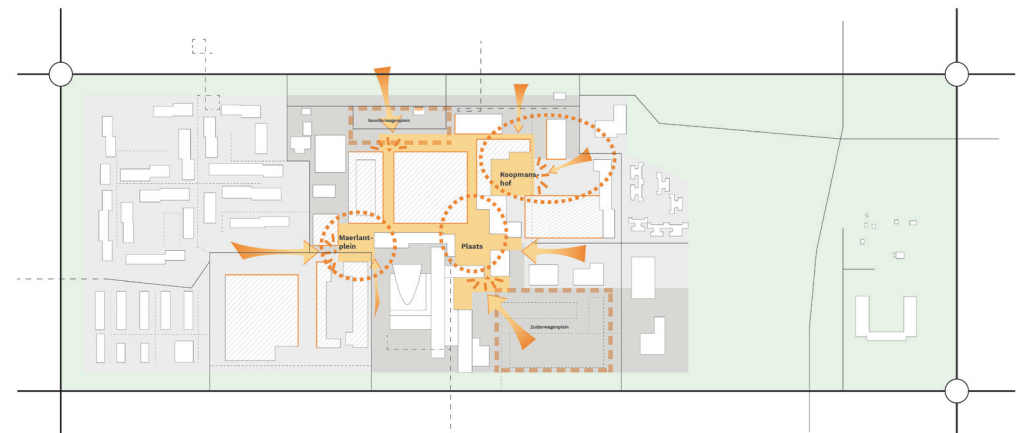 Noorderwagenplein
Koopmans
hof
Maerlant-
plein
Plaats
Zuiderwagenplein